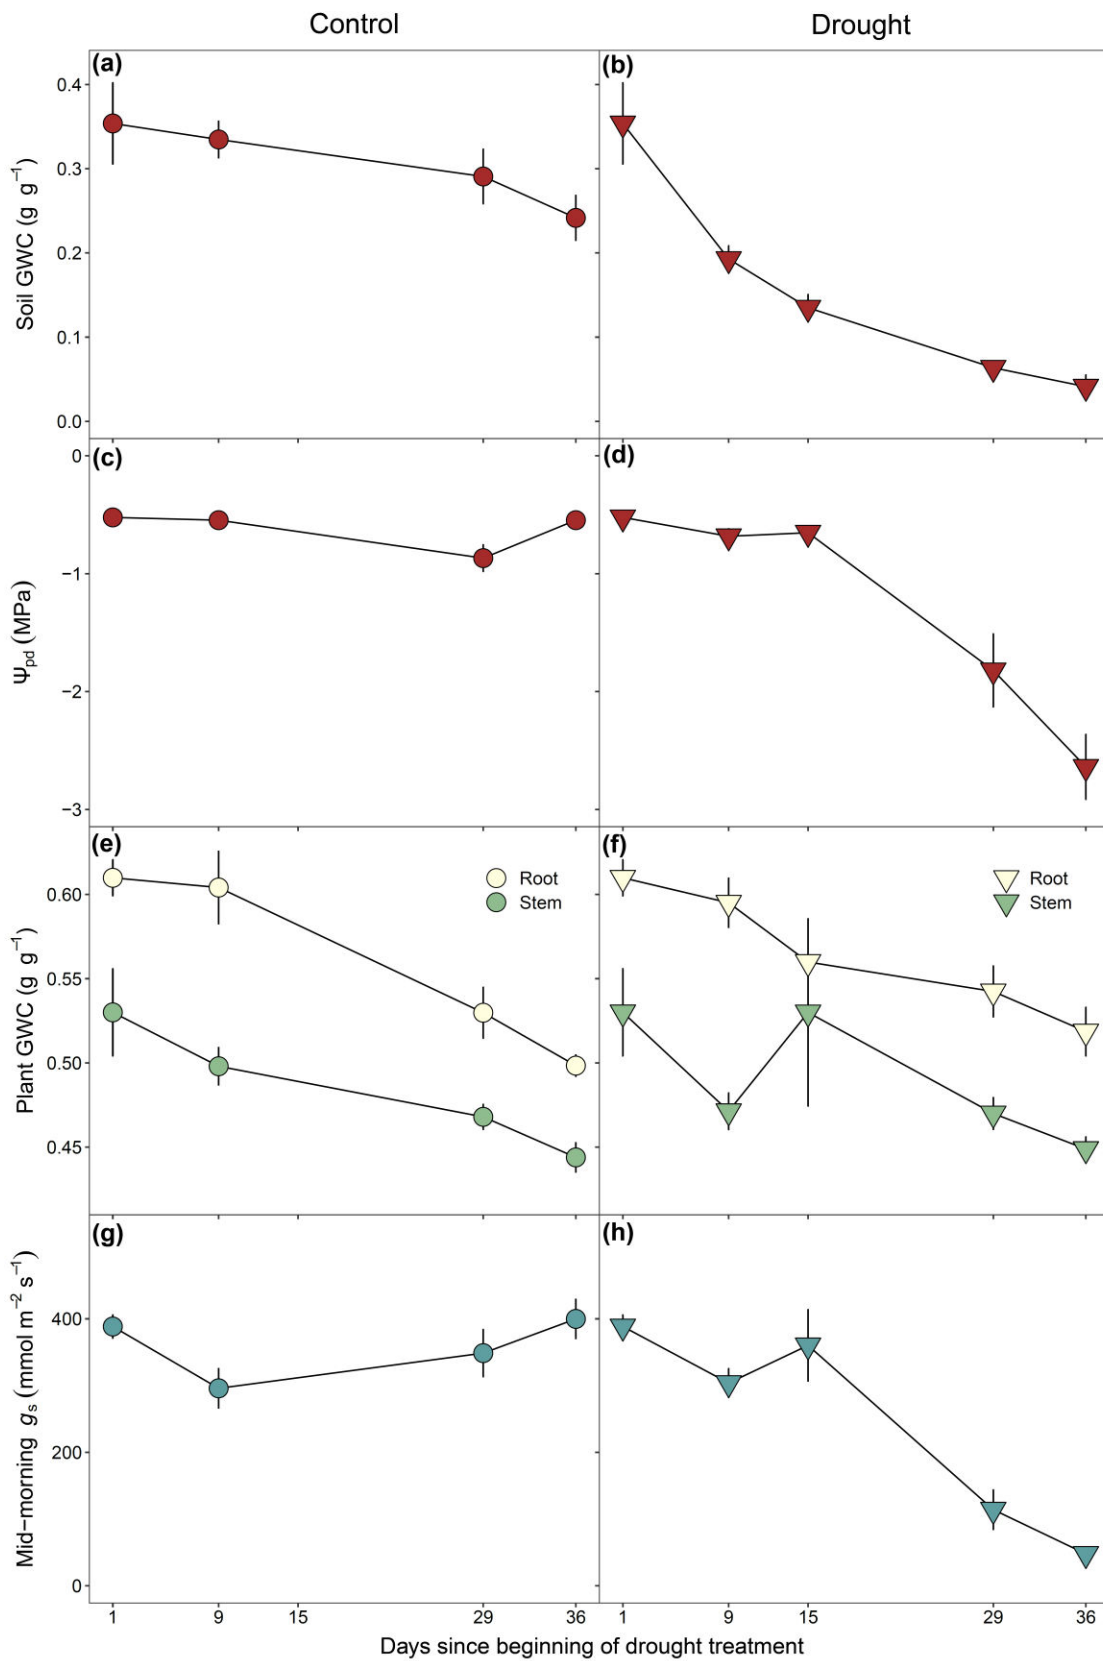 Control
Drought
(a)
(b)
Soil GWC (g g⁻¹)
0.4
0.3
0.2
0.1
0.0
(c)
(d)
Ψpd (MPa)
0
−1
−2
−3
(e)
(f)
Root
Stem
Root
Stem
Plant GWC (g g⁻¹)
0.60
0.55
0.50
0.45
(g)
(h)
Mid−morning gs (mmol m⁻² s⁻¹)
400
200
0
1 9 15 29 36
1 9 15 29 36
Days since beginning of drought treatment